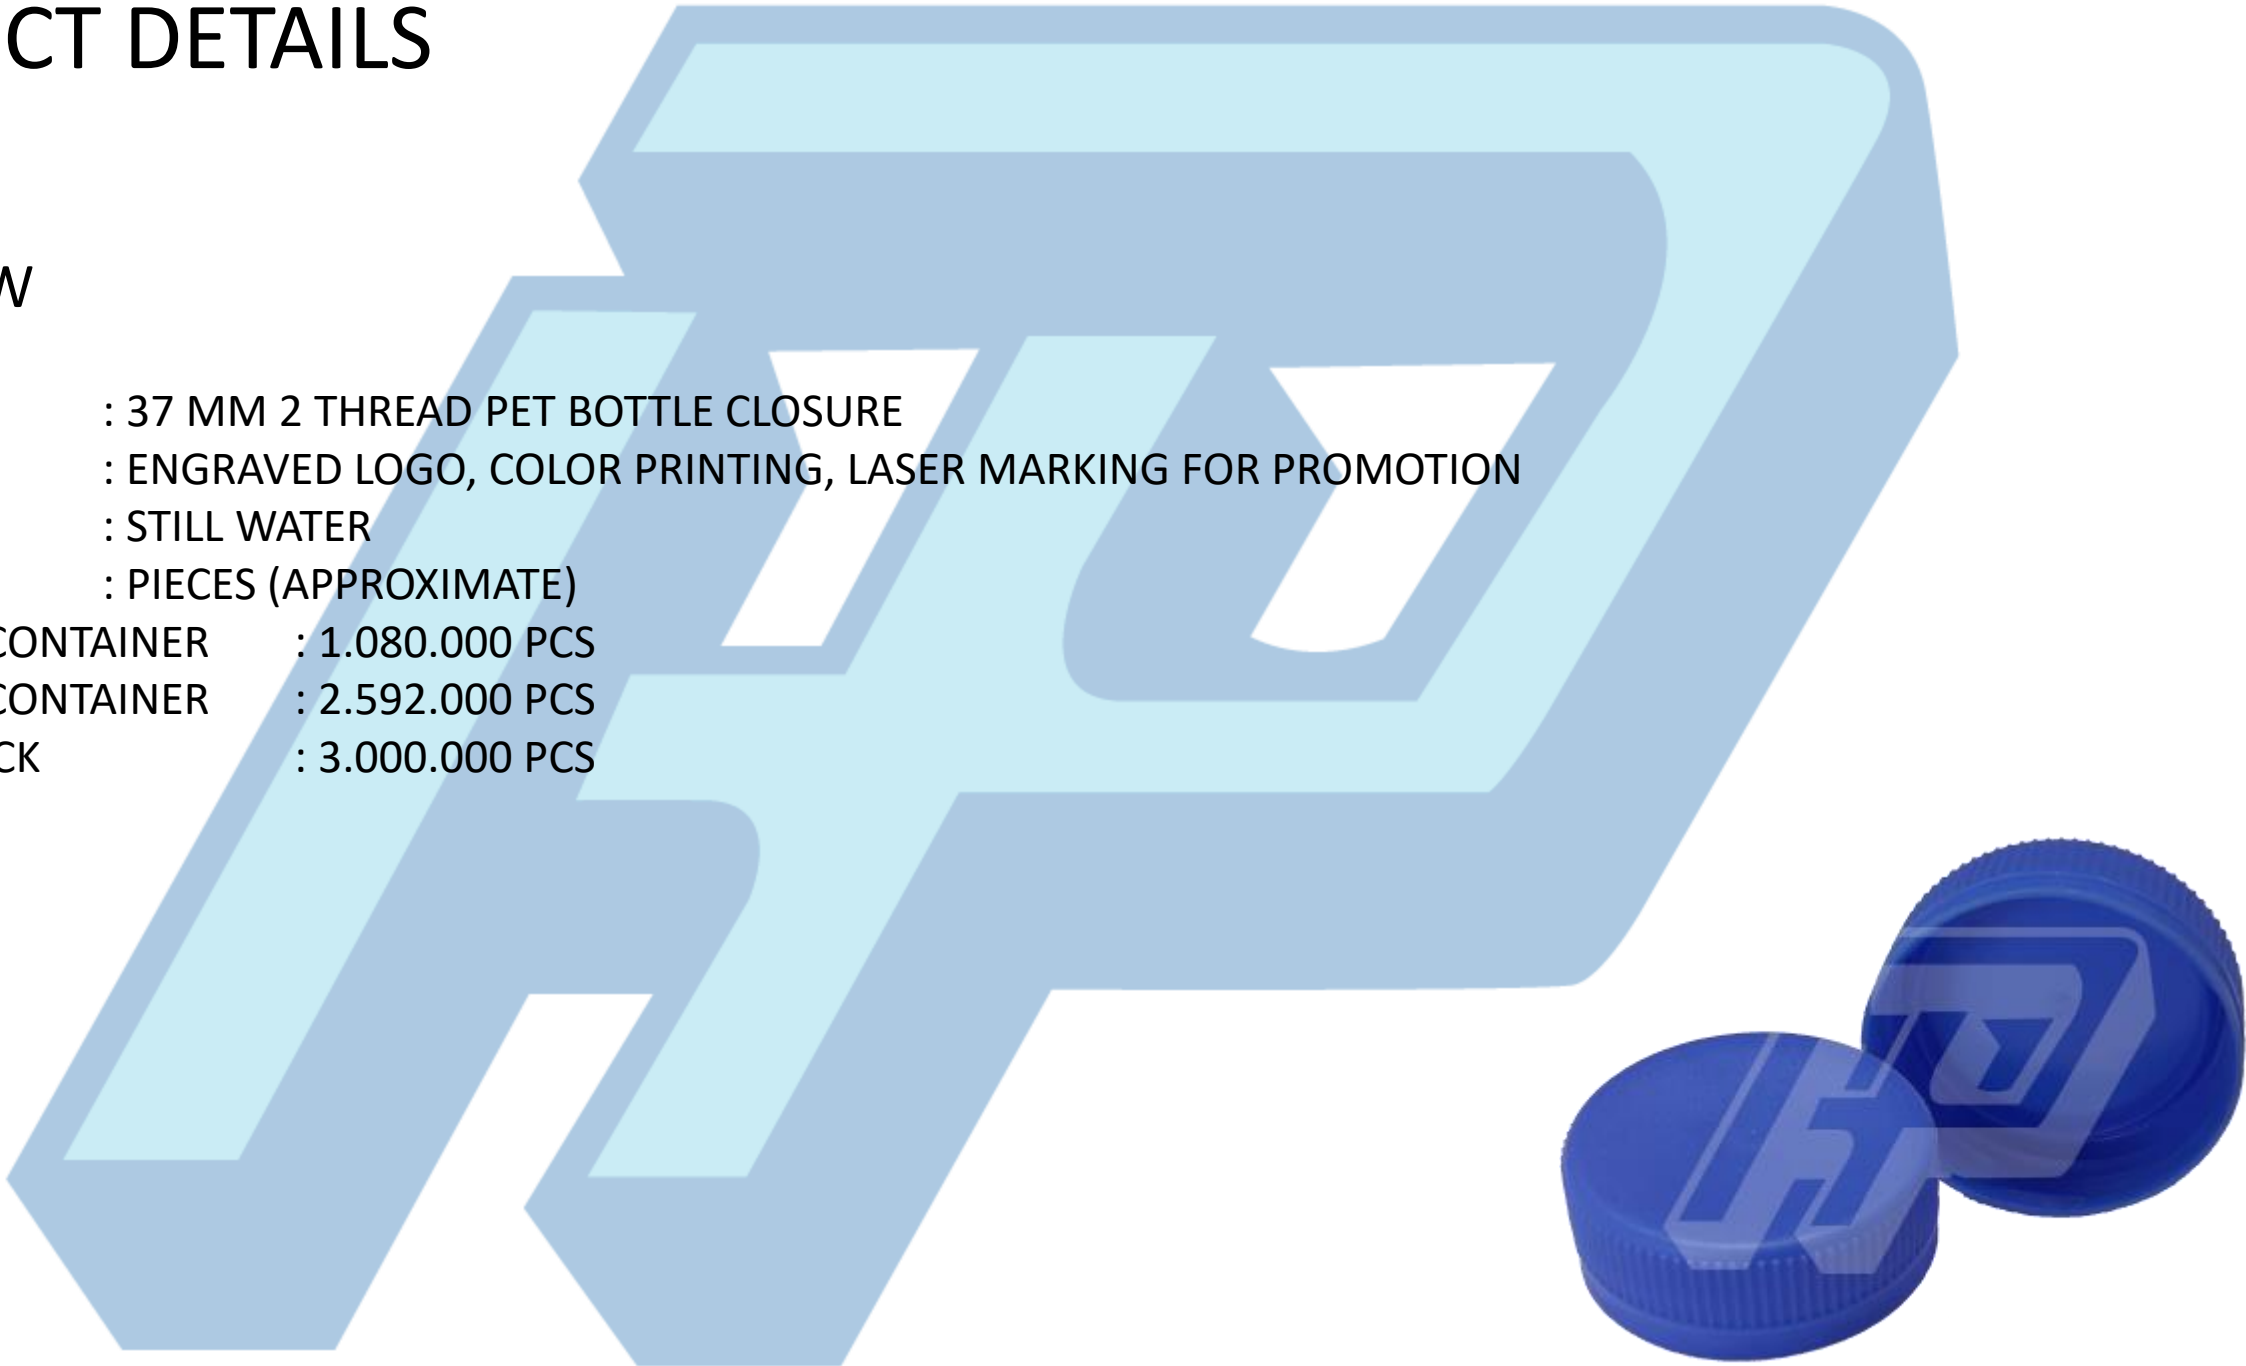 CT DETAILS
W
: 37 MM 2 THREAD PET BOTTLE CLOSURE
: ENGRAVED LOGO, COLOR PRINTING, LASER MARKING FOR PROMOTION
: STILL WATER
: PIECES (APPROXIMATE)
CONTAINER : 1.080.000 PCS
CONTAINER : 2.592.000 PCS
CK : 3.000.000 PCS